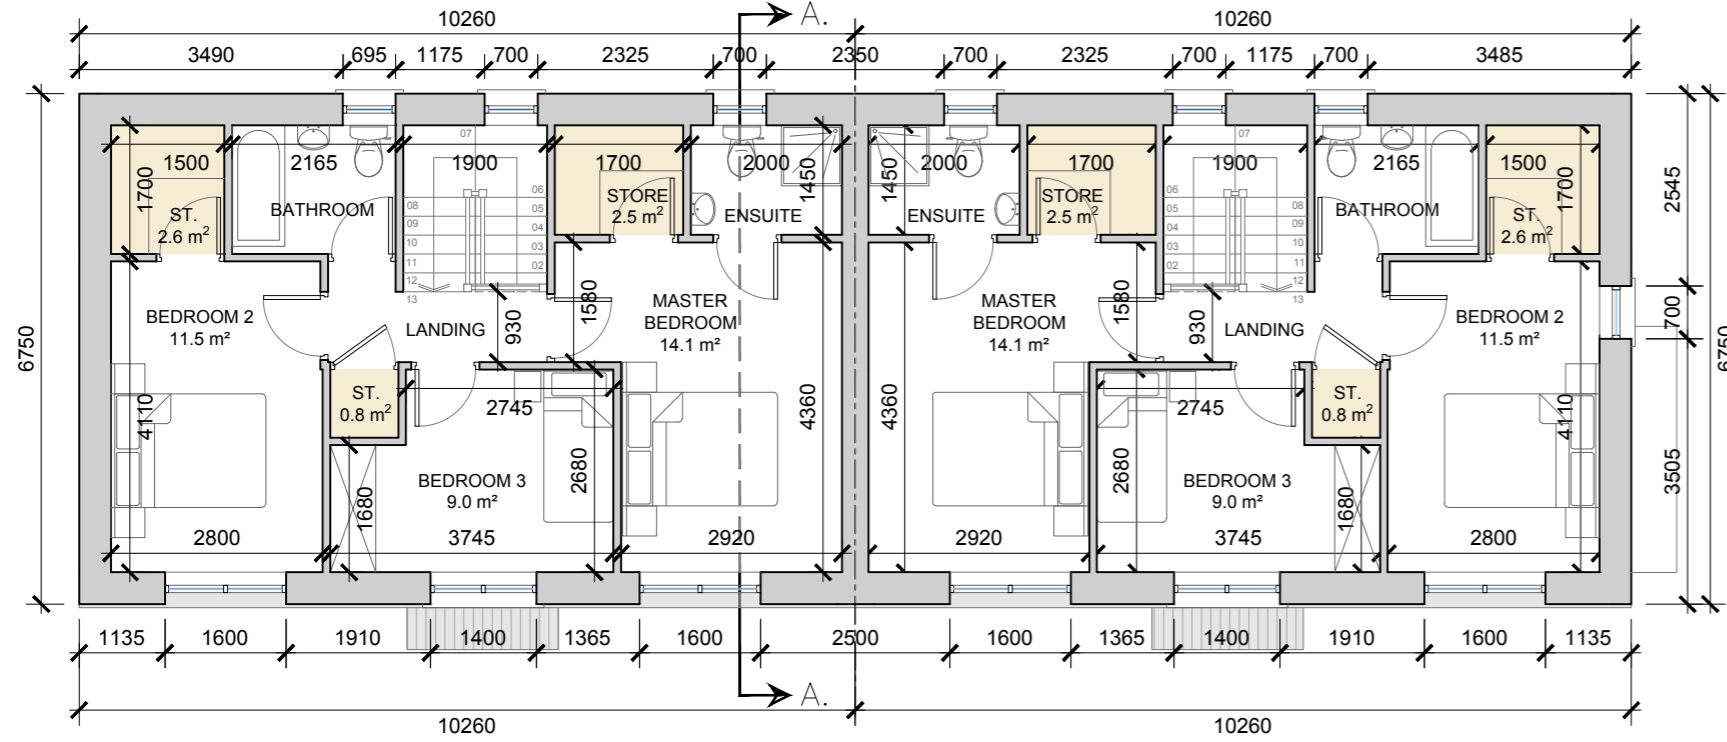 A.
10260 10260
3490 695 1175 700 2325 700 2350 700 2325 700 1175 700 3485
07 07
1500 2165 1900 1700 2000 2000 1700 1900 2165 1500
1700 1450 1450 1700
06 06
STORE STORE
2.5 m² 2.5 m²
ST. BATHROOM 08 05 ENSUITE ENSUITE 05 08 BATHROOM ST.
2.6 m² 09 04 04 09 2.6 m²
10 03 03 10
11 02 02 11
12 12
13 13
2545
6750 6750
700
3505
BEDROOM 2
11.5 m²
LANDING
930
1580
MASTER
BEDROOM
14.1 m²
MASTER
BEDROOM
14.1 m²
1580
930
LANDING
BEDROOM 2
11.5 m²
ST.
0.8 m²
2745
2745
ST.
0.8 m²
4110 4360 4360 4110
BEDROOM 3
9.0 m²
2680
2680
BEDROOM 3
9.0 m²
1680 1680
2800 3745 2920 2920 3745 2800
1135 1600 1910 1400 1365 1600 2500 1600 1365 1400 1910 1600 1135
A.
10260 10260